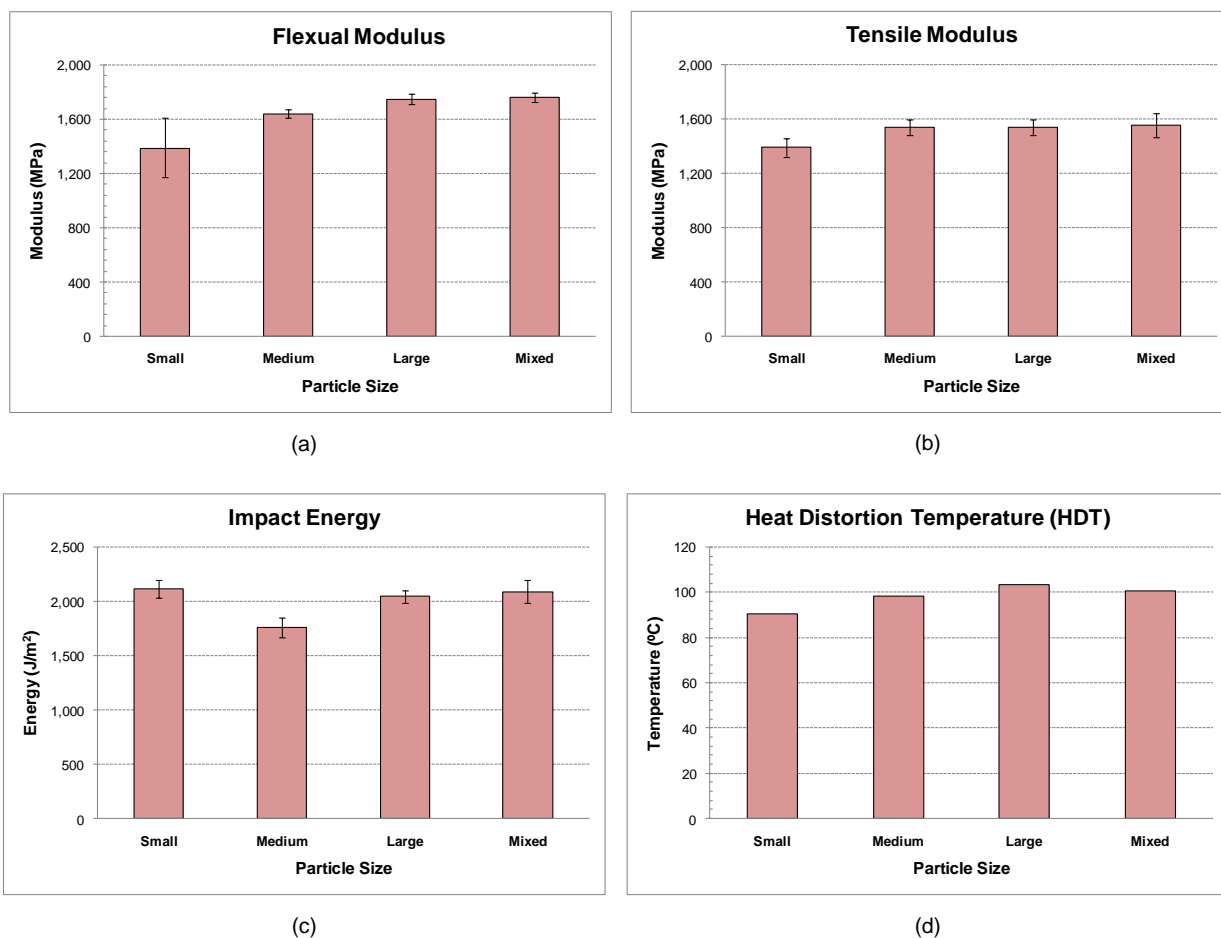 Flexual Modulus
2,000
1,600
1,200
800
400
0
Modulus (MPa)
Small Medium Large Mixed
Particle Size
(a)
Tensile Modulus
2,000
1,600
1,200
800
400
0
Modulus (MPa)
Small Medium Large Mixed
Particle Size
(b)
Impact Energy
2,500
2,000
1,500
1,000
500
0
Energy (J/m²)
Small Medium Large Mixed
Particle Size
(c)
Heat Distortion Temperature (HDT)
120
100
80
60
40
20
0
Temperature (ºC)
Small Medium Large Mixed
Particle Size
(d)